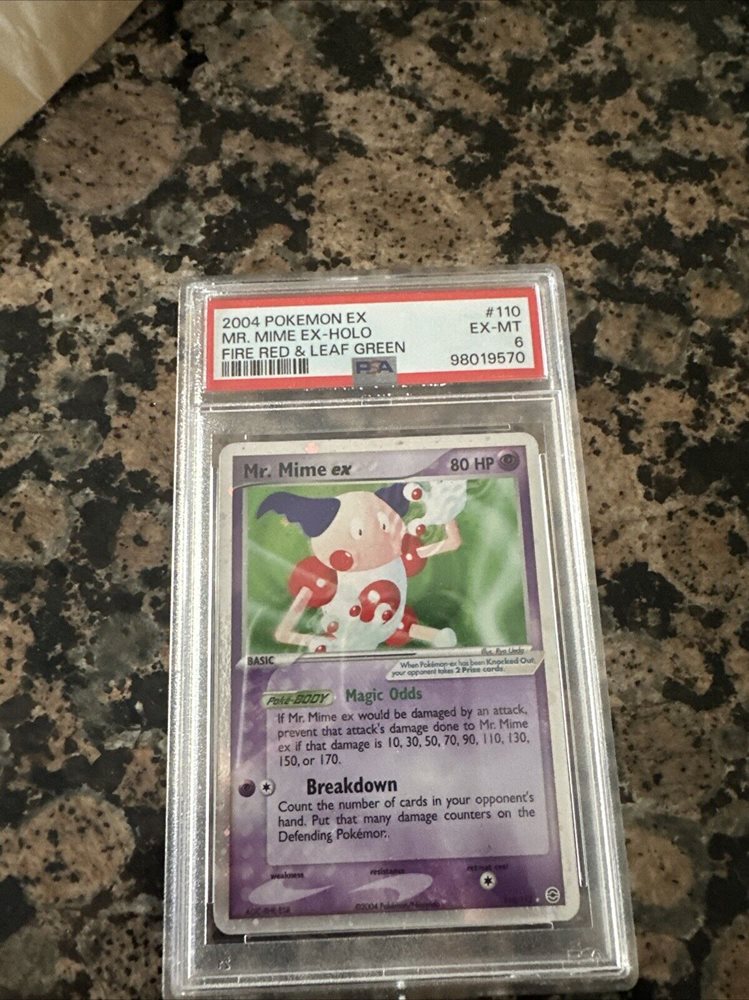 2004 POKEMON EX
#110
MR. MIME EX-HOLO
EX-MT
FIRE RED & LEAF GREEN
6
PSA
98019570
Mr. Mime ex
80 HP
Illus. Ryo Ueda
BASIC
When Pokémon-ex has been Knocked Out,
your opponent takes 2 Prize cards.
Poké-BODY Magic Odds
If Mr. Mime ex would be damaged by an attack,
prevent that attack's damage done to Mr. Mime
ex if that damage is 10, 30, 50, 70, 90, 110, 130,
150, or 170.
Breakdown
Count the number of cards in your opponent's
hand. Put that many damage counters on the
Defending Pokémon.
weakness
resistance
retreat cost
©2004 Pokémon/Nintendo